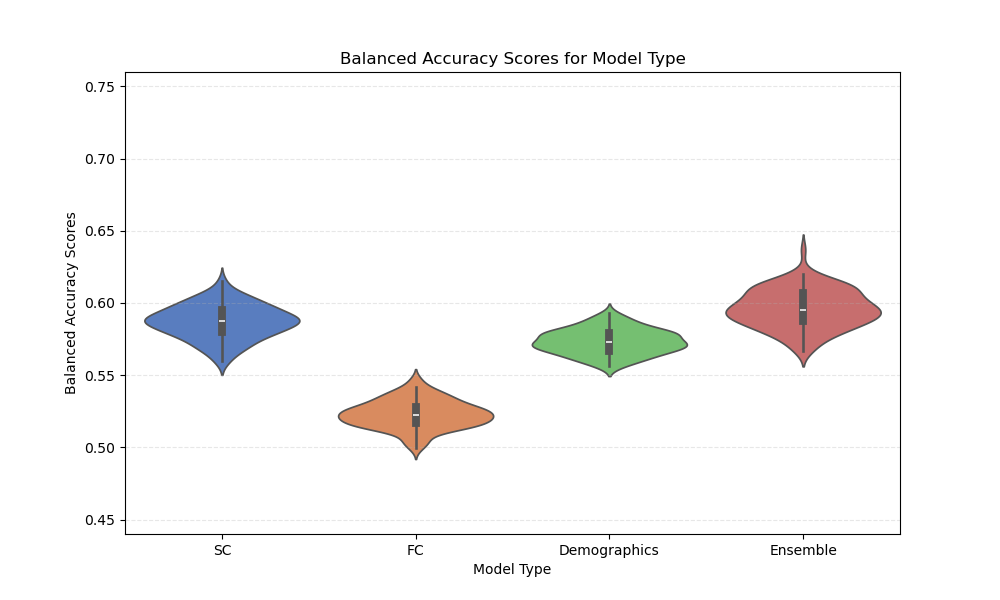 Balanced Accuracy Scores for Model Type
Balanced Accuracy Scores
0.75
0.70
0.65
0.60
0.55
0.50
0.45
SC FC Demographics Ensemble
Model Type